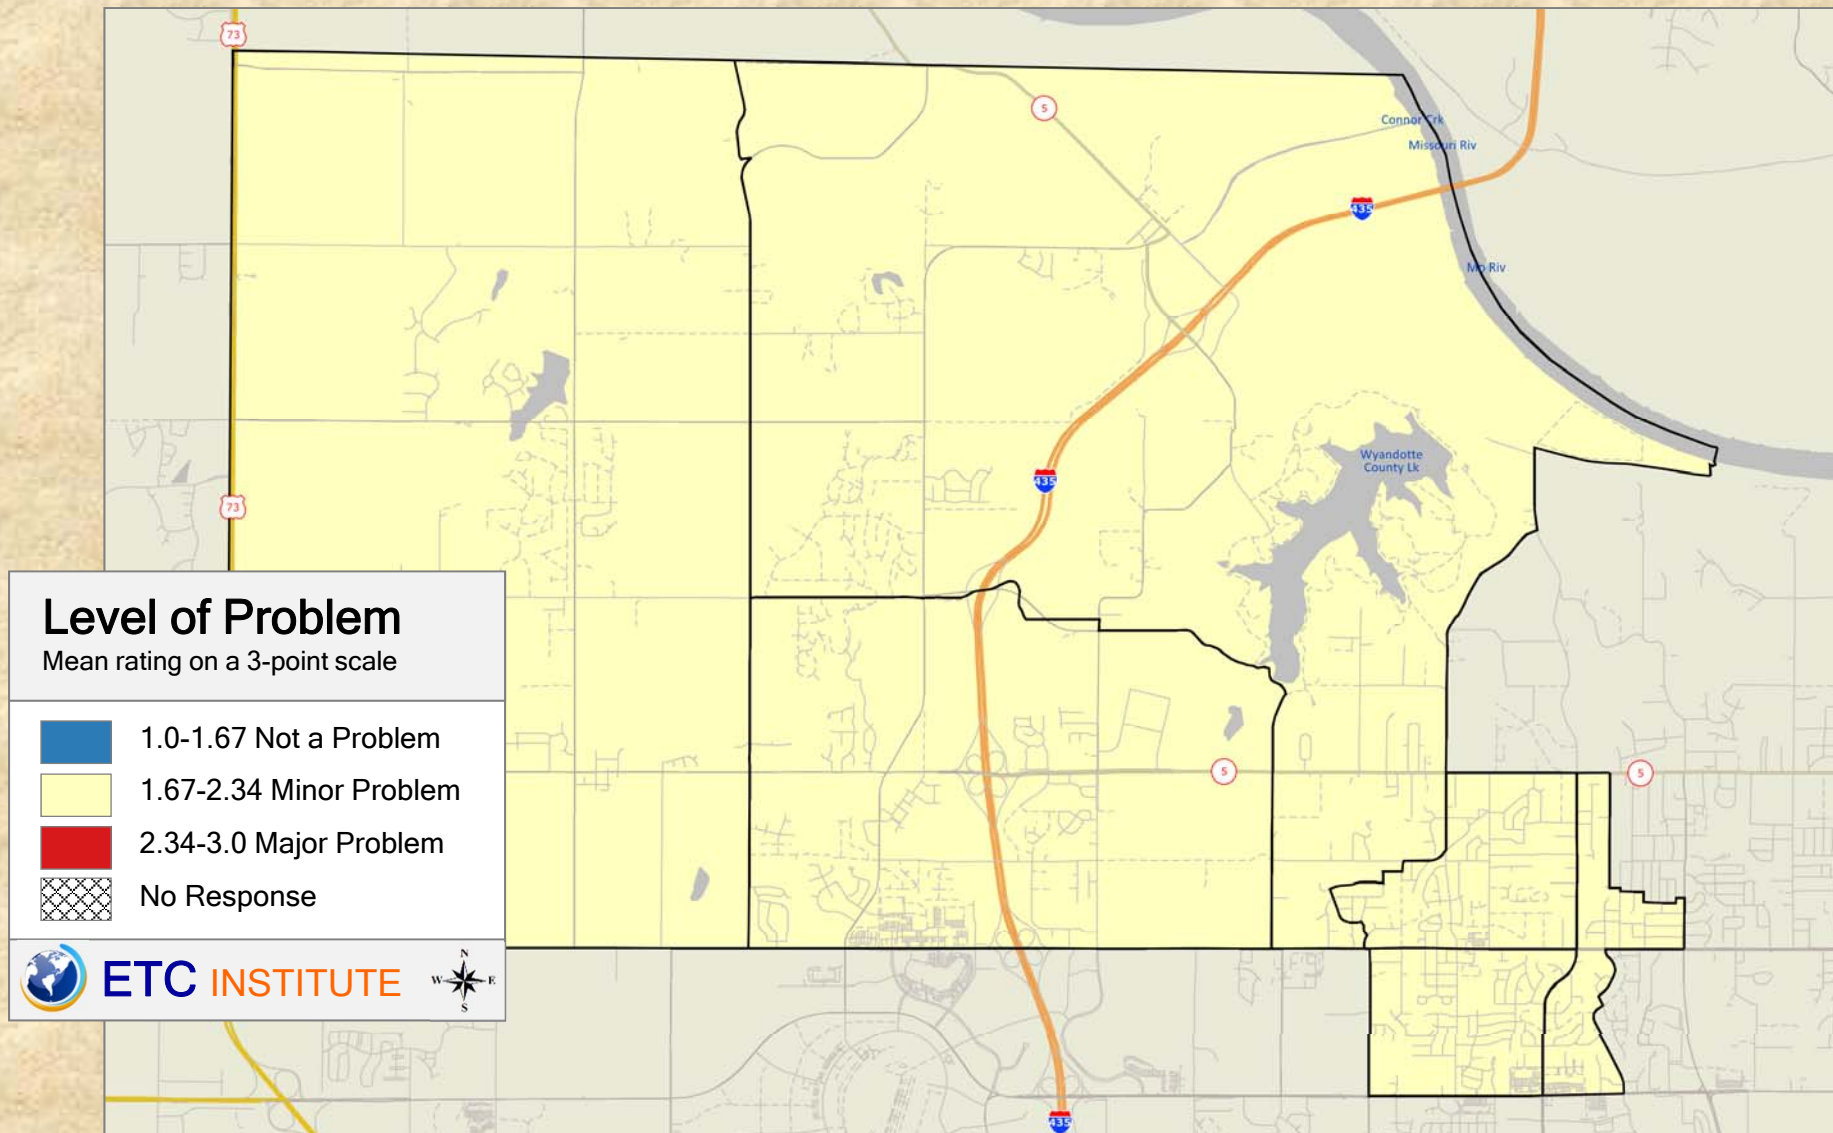 73
5
Connor Crk
Missouri Riv
435
Mo Riv
Wyandotte
County Lk
435
73
Level of Problem
Mean rating on a 3-point scale
1.0-1.67 Not a Problem
1.67-2.34 Minor Problem
2.34-3.0 Major Problem
No Response
5
5
ETC INSTITUTE
N
W
E
S
435